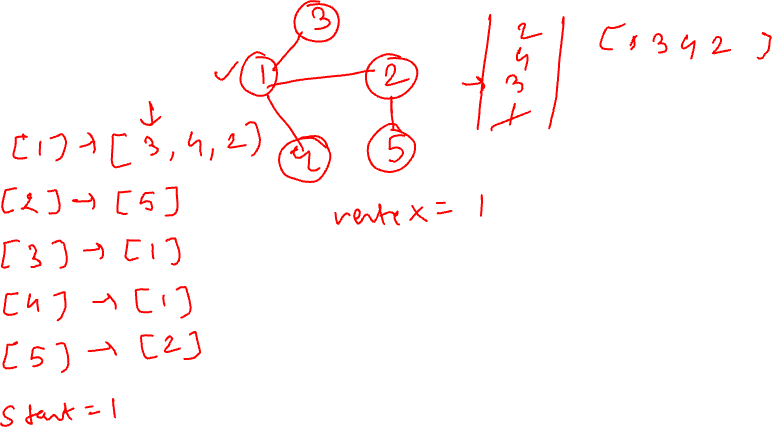 3
1
2
4
5
2
4
3
1
[1 3 4 2 ]
[1] → [3, 4, 2]
[2] → [5]
[3] → [1]
[4] → [1]
[5] → [2]
vertex = 1
Start = 1